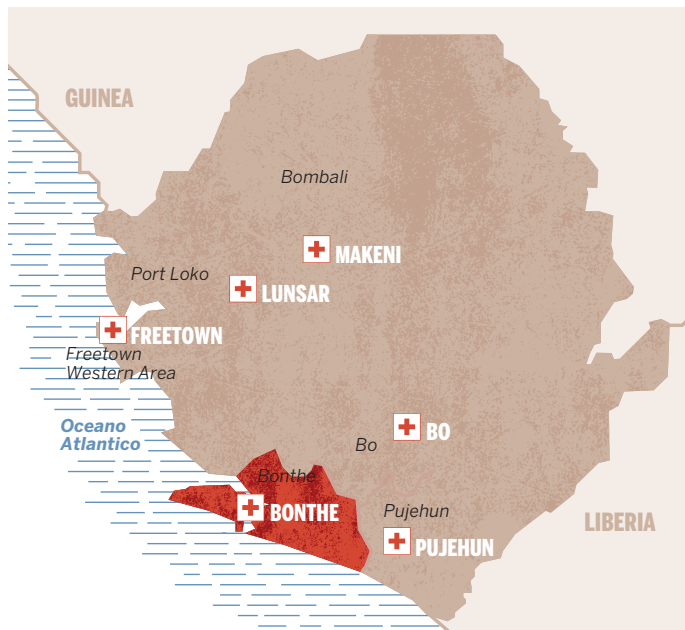 GUINEA
Bombali
MAKENI
Port Loko
LUNSAR
FREETOWN
Freetown
Western Area
Oceano
Atlantico
BO
Bo
Bonthe
BONTHE
Pujehun
LIBERIA
PUJEHUN